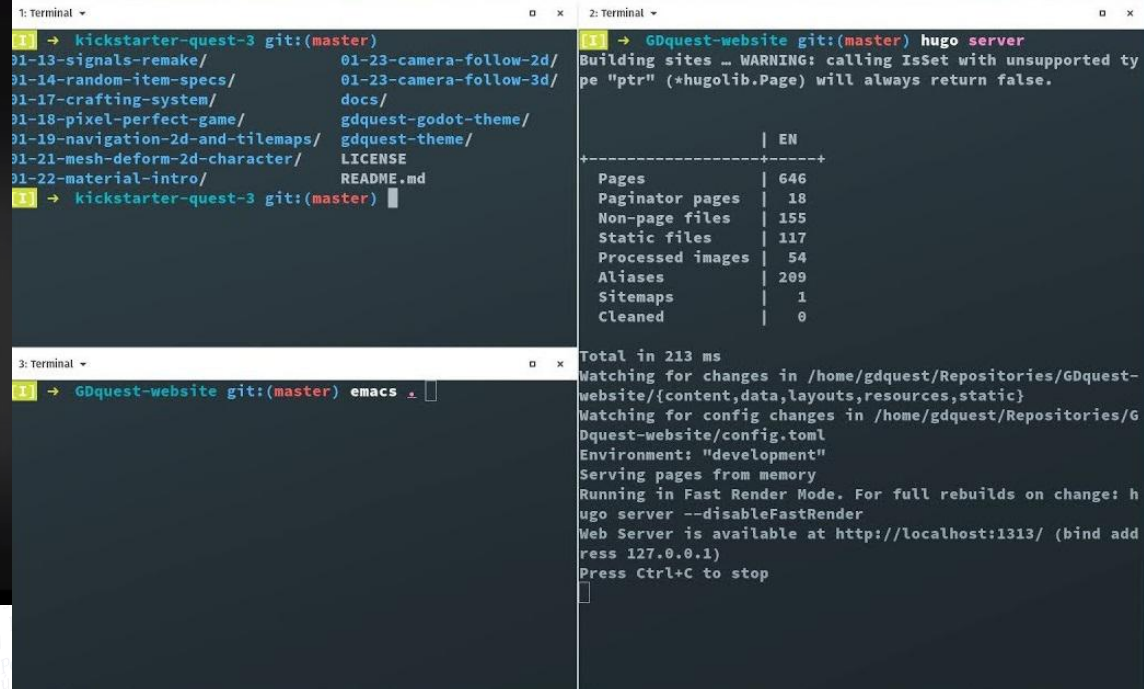 1: Terminal
[I] → kickstarter-quest-3 git:(master)
01-13-signals-remake/ 01-23-camera-follow-2d/
01-14-random-item-specs/ 01-23-camera-follow-3d/
01-17-crafting-system/ docs/
01-18-pixel-perfect-game/ gdquest-godot-theme/
01-19-navigation-2d-and-tilemaps/ gdquest-theme/
01-21-mesh-deform-2d-character/ LICENSE
01-22-material-intro/ README.md
[I] → kickstarter-quest-3 git:(master)
3: Terminal
[I] → GDquest-website git:(master) emacs .
2: Terminal
[I] → GDquest-website git:(master) hugo server
Building sites … WARNING: calling IsSet with unsupported ty
pe "ptr" (*hugolib.Page) will always return false.
| EN
+-------------------+-----+
Pages | 646
Paginator pages | 18
Non-page files | 155
Static files | 117
Processed images | 54
Aliases | 209
Sitemaps | 1
Cleaned | 0
Total in 213 ms
Watching for changes in /home/gdquest/Repositories/GDquest-
website/{content,data,layouts,resources,static}
Watching for config changes in /home/gdquest/Repositories/G
Dquest-website/config.toml
Environment: "development"
Serving pages from memory
Running in Fast Render Mode. For full rebuilds on change: h
ugo server --disableFastRender
Web Server is available at http://localhost:1313/ (bind add
ress 127.0.0.1)
Press Ctrl+C to stop